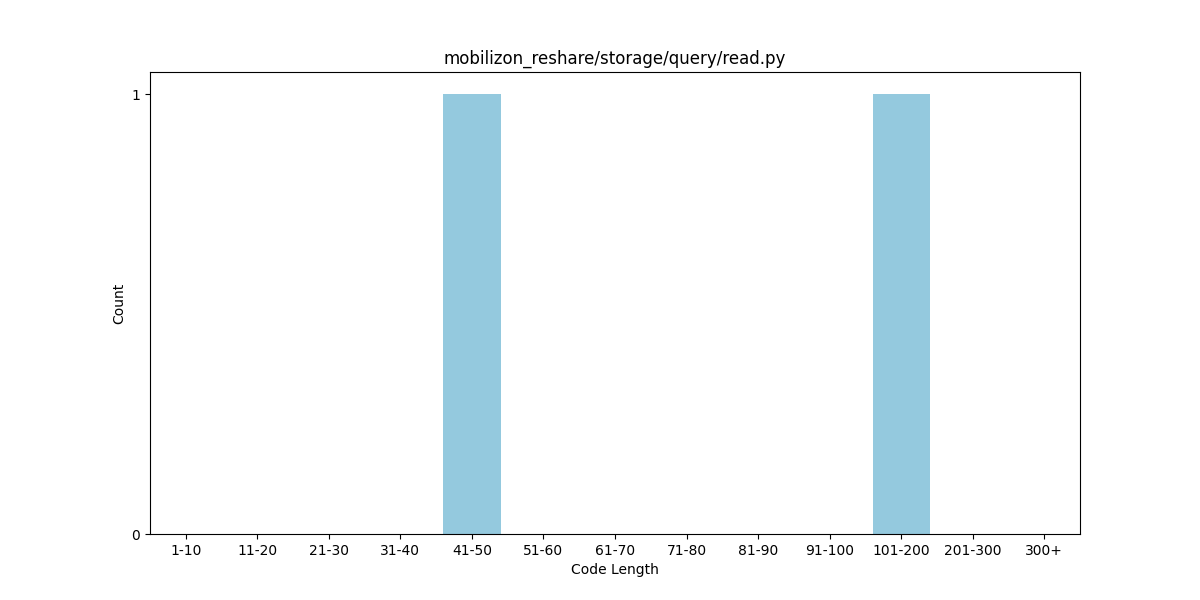 mobilizon_reshare/storage/query/read.py
Count
1
0
1-10 11-20 21-30 31-40 41-50 51-60 61-70 71-80 81-90 91-100 101-200 201-300 300+
Code Length